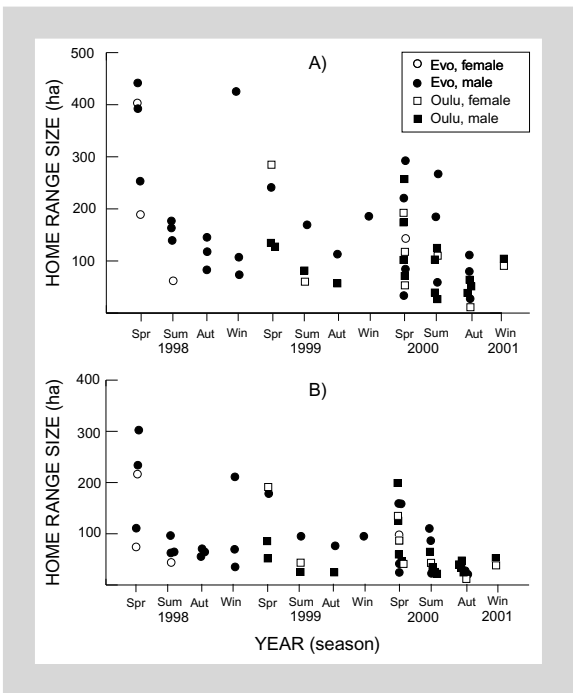 A)
500
400
300
200
100
HOME RANGE SIZE (ha)
Evo, female
Evo, male
Oulu, female
Oulu, male
Spr Sum Aut Win Spr Sum Aut Win Spr Sum Aut Win
1998 1999 2000 2001
B)
400
300
200
100
HOME RANGE SIZE (ha)
Spr Sum Aut Win Spr Sum Aut Win Spr Sum Aut Win
1998 1999 2000 2001
YEAR (season)